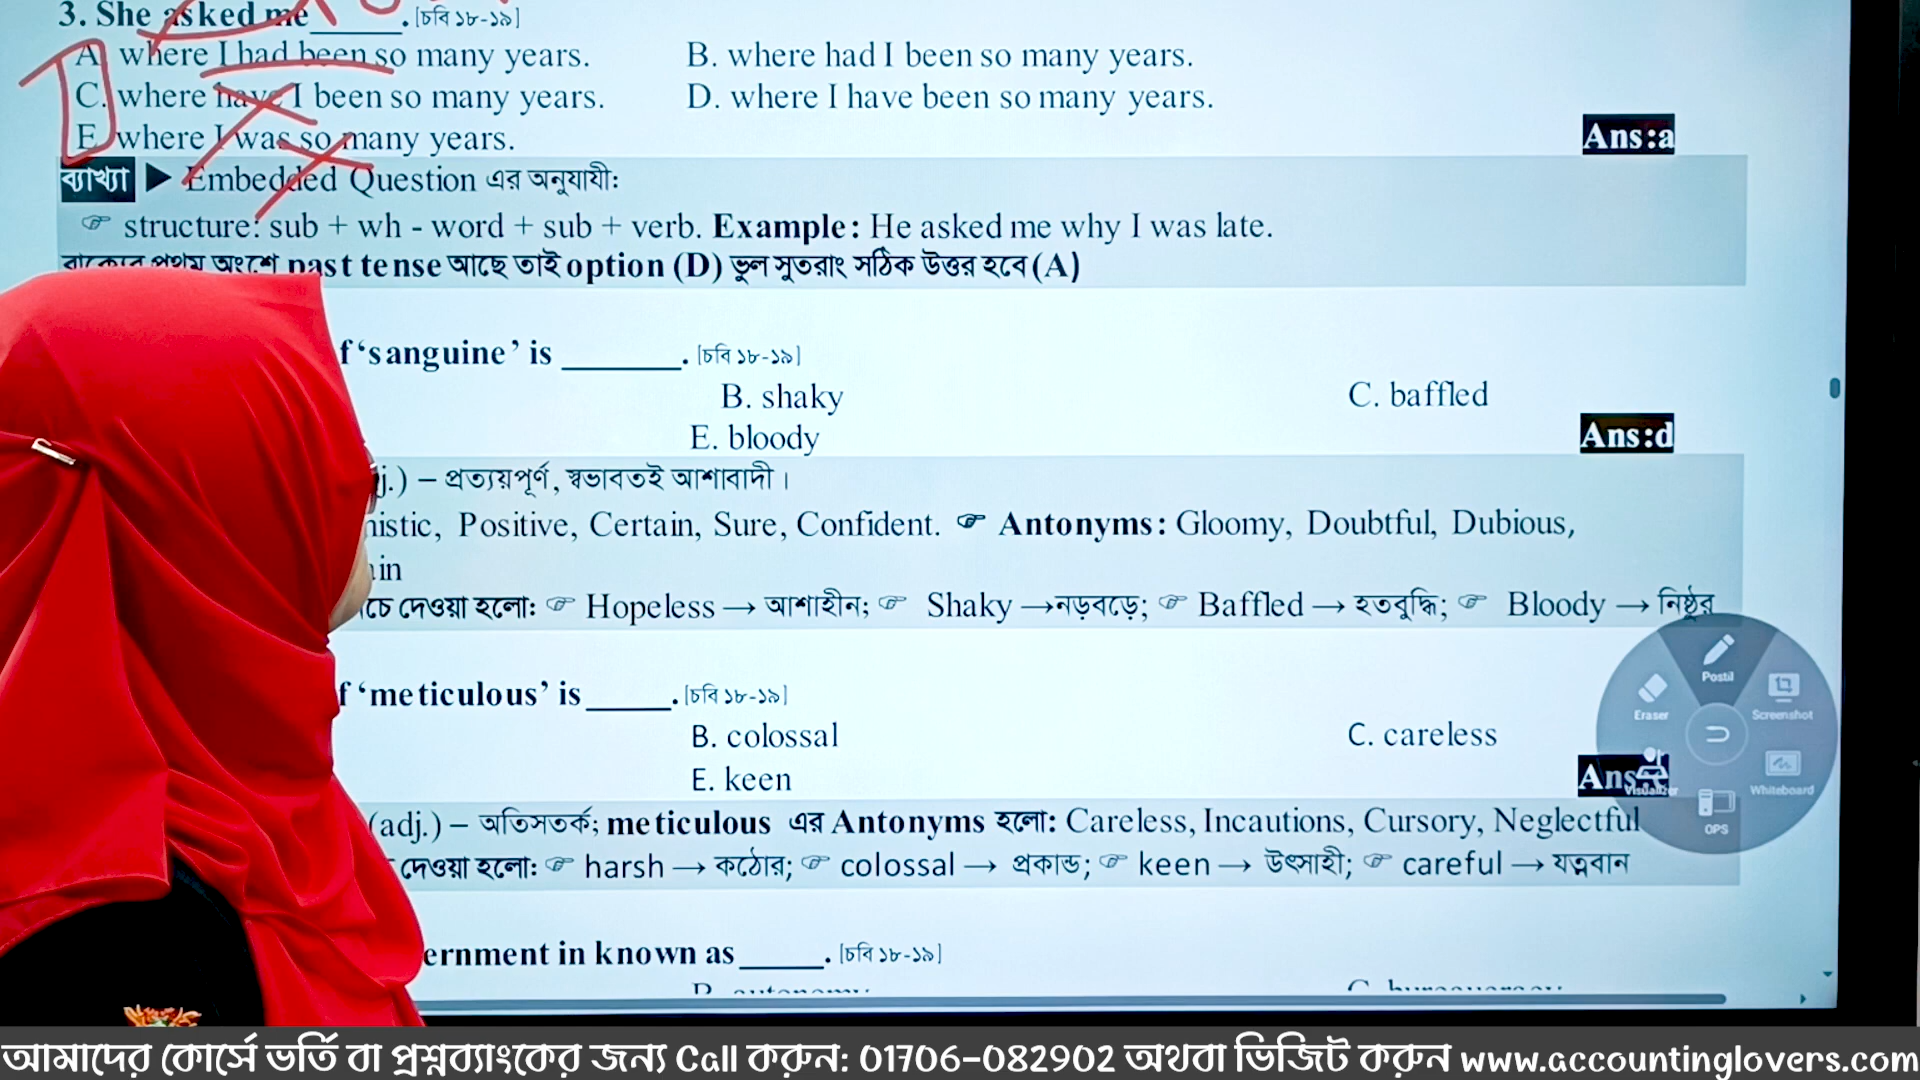 3. She asked me ______. [চবি ১৮-১৯]
A. where I had been so many years. B. where had I been so many years.
C. where have I been so many years. D. where I have been so many years.
E. where I was so many years.
Ans:a
ব্যাখ্যা ▶ Embedded Question এর অনুযায়ী:
☞ structure: sub + wh - word + sub + verb. Example: He asked me why I was late.
বাক্যের প্রথম অংশে past tense আছে তাই option (D) ভুল সুতরাং সঠিক উত্তর হবে (A)
f ‘sanguine’ is ______. [চবি ১৮-১৯]
B. shaky C. baffled
E. bloody
Ans:d
j.) – প্রত্যয়পূর্ণ, স্বভাবতই আশাবাদী।
istic, Positive, Certain, Sure, Confident. ☞ Antonyms: Gloomy, Doubtful, Dubious,
in
চে দেওয়া হলো: ☞ Hopeless → আশাহীন; ☞ Shaky →নড়বড়ে; ☞ Baffled → হতবুদ্ধি; ☞ Bloody → নিষ্ঠুর
f ‘meticulous’ is _____. [চবি ১৮-১৯]
B. colossal C. careless
E. keen
Ans
(adj.) – অতিসতর্ক; meticulous এর Antonyms হলো: Careless, Incautions, Cursory, Neglectful
দেওয়া হলো: ☞ harsh → কঠোর; ☞ colossal → প্রকান্ড; ☞ keen → উৎসাহী; ☞ careful → যত্নবান
Postil
Eraser
Screenshot
Visualizer
Whiteboard
OPS
ernment in known as _____. [চবি ১৮-১৯]
আমাদের কোর্সে ভর্তি বা প্রশ্নব্যাংকের জন্য Call করুন: 01706-082902 অথবা ভিজিট করুন www.accountinglovers.com